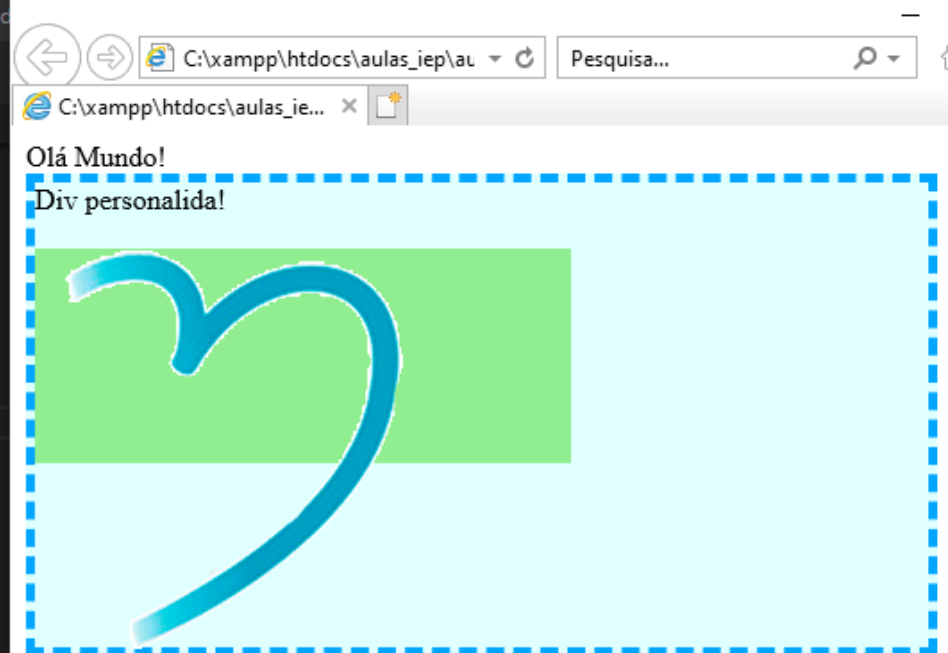 C:\xampp\htdocs\aulas_iep\au
Pesquisa...
C:\xampp\htdocs\aulas_ie...
Olá Mundo!
Div personalida!